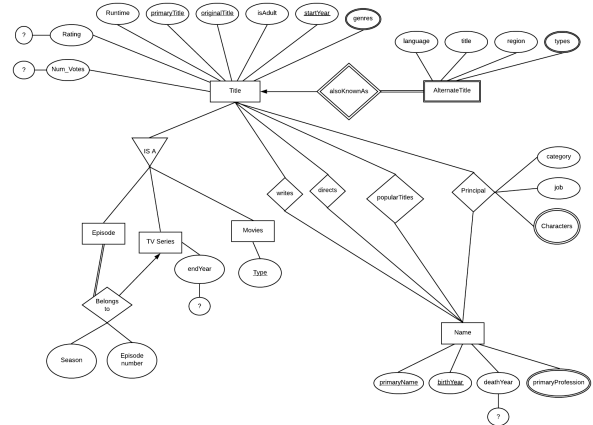 Runtime
primaryTitle
originalTitle
isAdult
startYear
genres
?
Rating
language
title
region
types
?
Num_Votes
Title
alsoKnownAs
AlternateTitle
IS A
category
writes
directs
popularTitles
Principal
job
Characters
Episode
TV Series
Movies
endYear
Type
Belongs
to
?
Name
Season
Episode
number
primaryName
birthYear
deathYear
primaryProfession
?